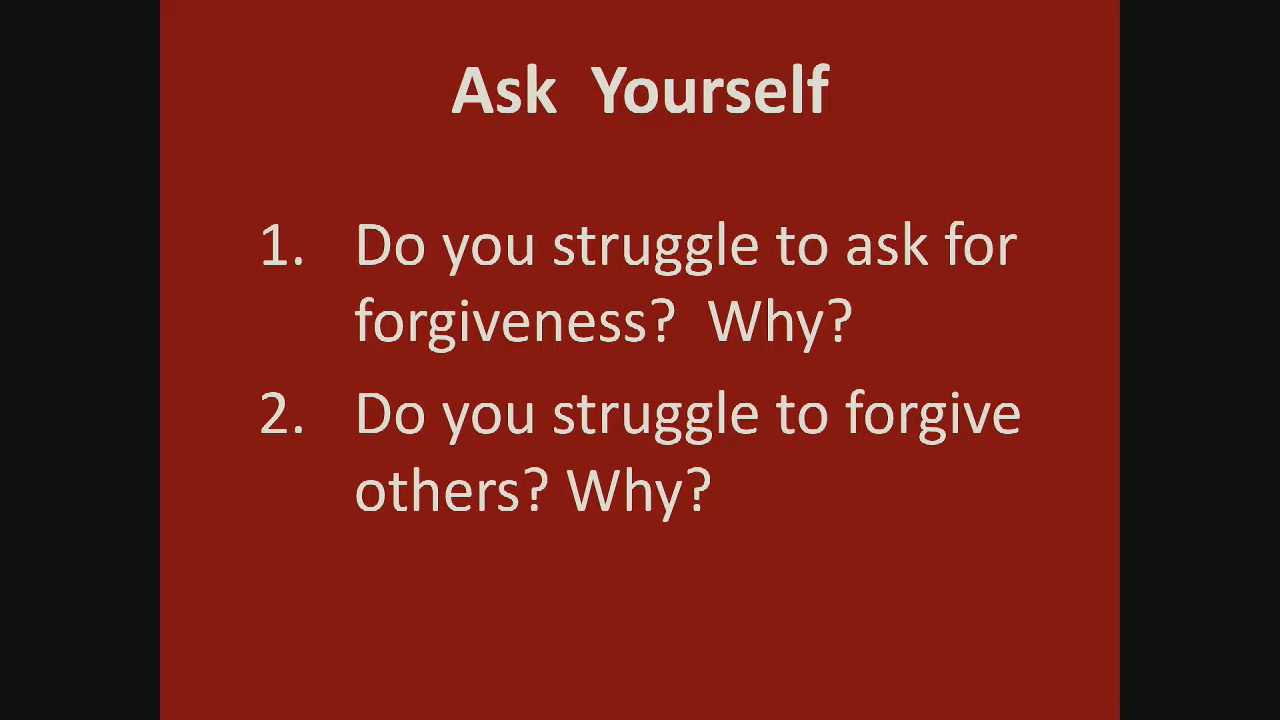 Ask  Yourself
1. Do you struggle to ask for
forgiveness?  Why?
2. Do you struggle to forgive
others? Why?